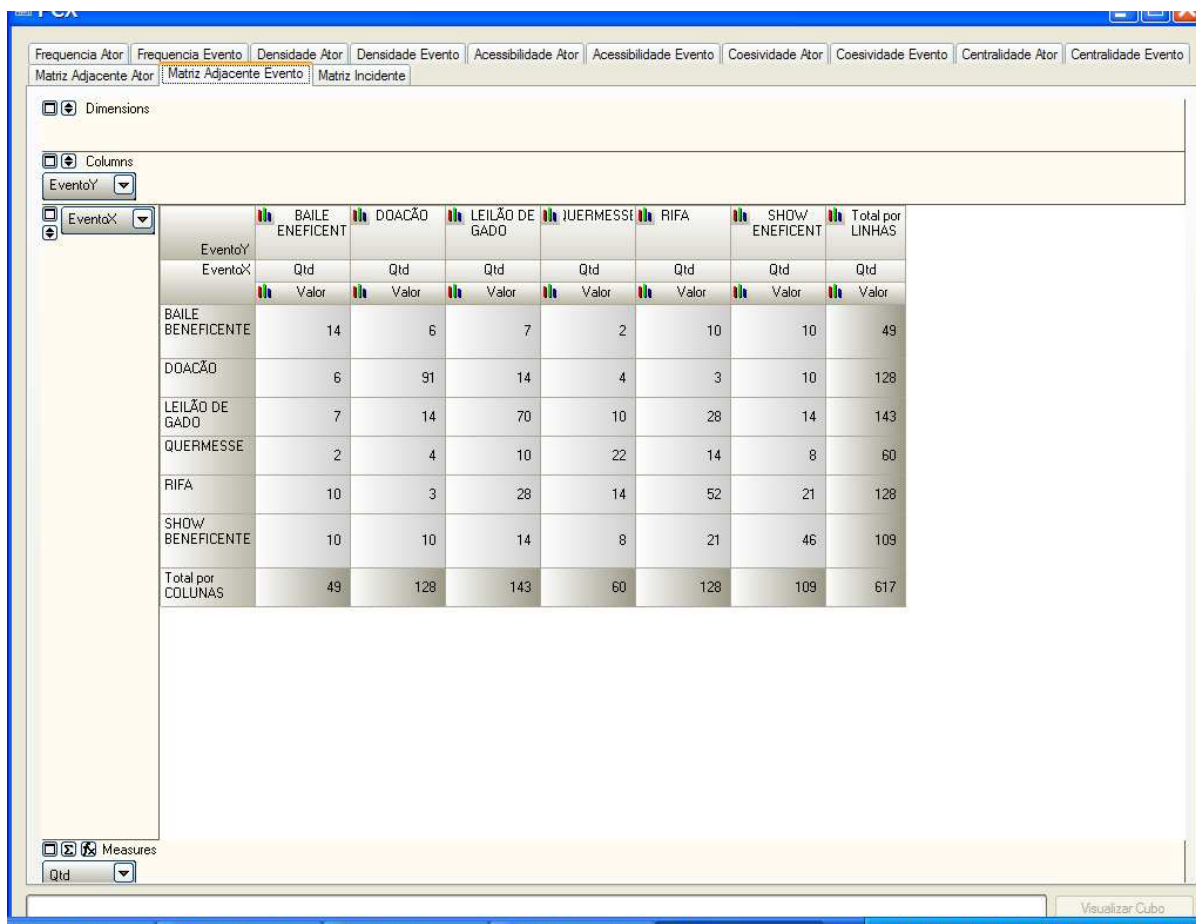 Frequencia Ator Frequencia Evento Densidade Ator Densidade Evento Acessibilidade Ator Acessibilidade Evento Coesividade Ator Coesividade Evento Centralidade Ator Centralidade Evento
Matriz Adjacente Ator Matriz Adjacente Evento Matriz Incidente
Dimensions
Columns
EventoY
EventoX
BAILE DOACÃO LEILÃO DE UERMESSE RIFA SHOW Total por
ENEFICENT GADO ENEFICENT LINHAS
EventoY
EventoX Qtd Qtd Qtd Qtd Qtd Qtd Qtd
Valor Valor Valor Valor Valor Valor Valor
BAILE
BENEFICENTE 14 6 7 2 10 10 49
DOACÃO 6 91 14 4 3 10 128
LEILÃO DE
GADO 7 14 70 10 28 14 143
QUERMESSE 2 4 10 22 14 8 60
RIFA 10 3 28 14 52 21 128
SHOW
BENEFICENTE 10 10 14 8 21 46 109
Total por
COLUNAS 49 128 143 60 128 109 617
Measures
Qtd
Visualizar Cubo